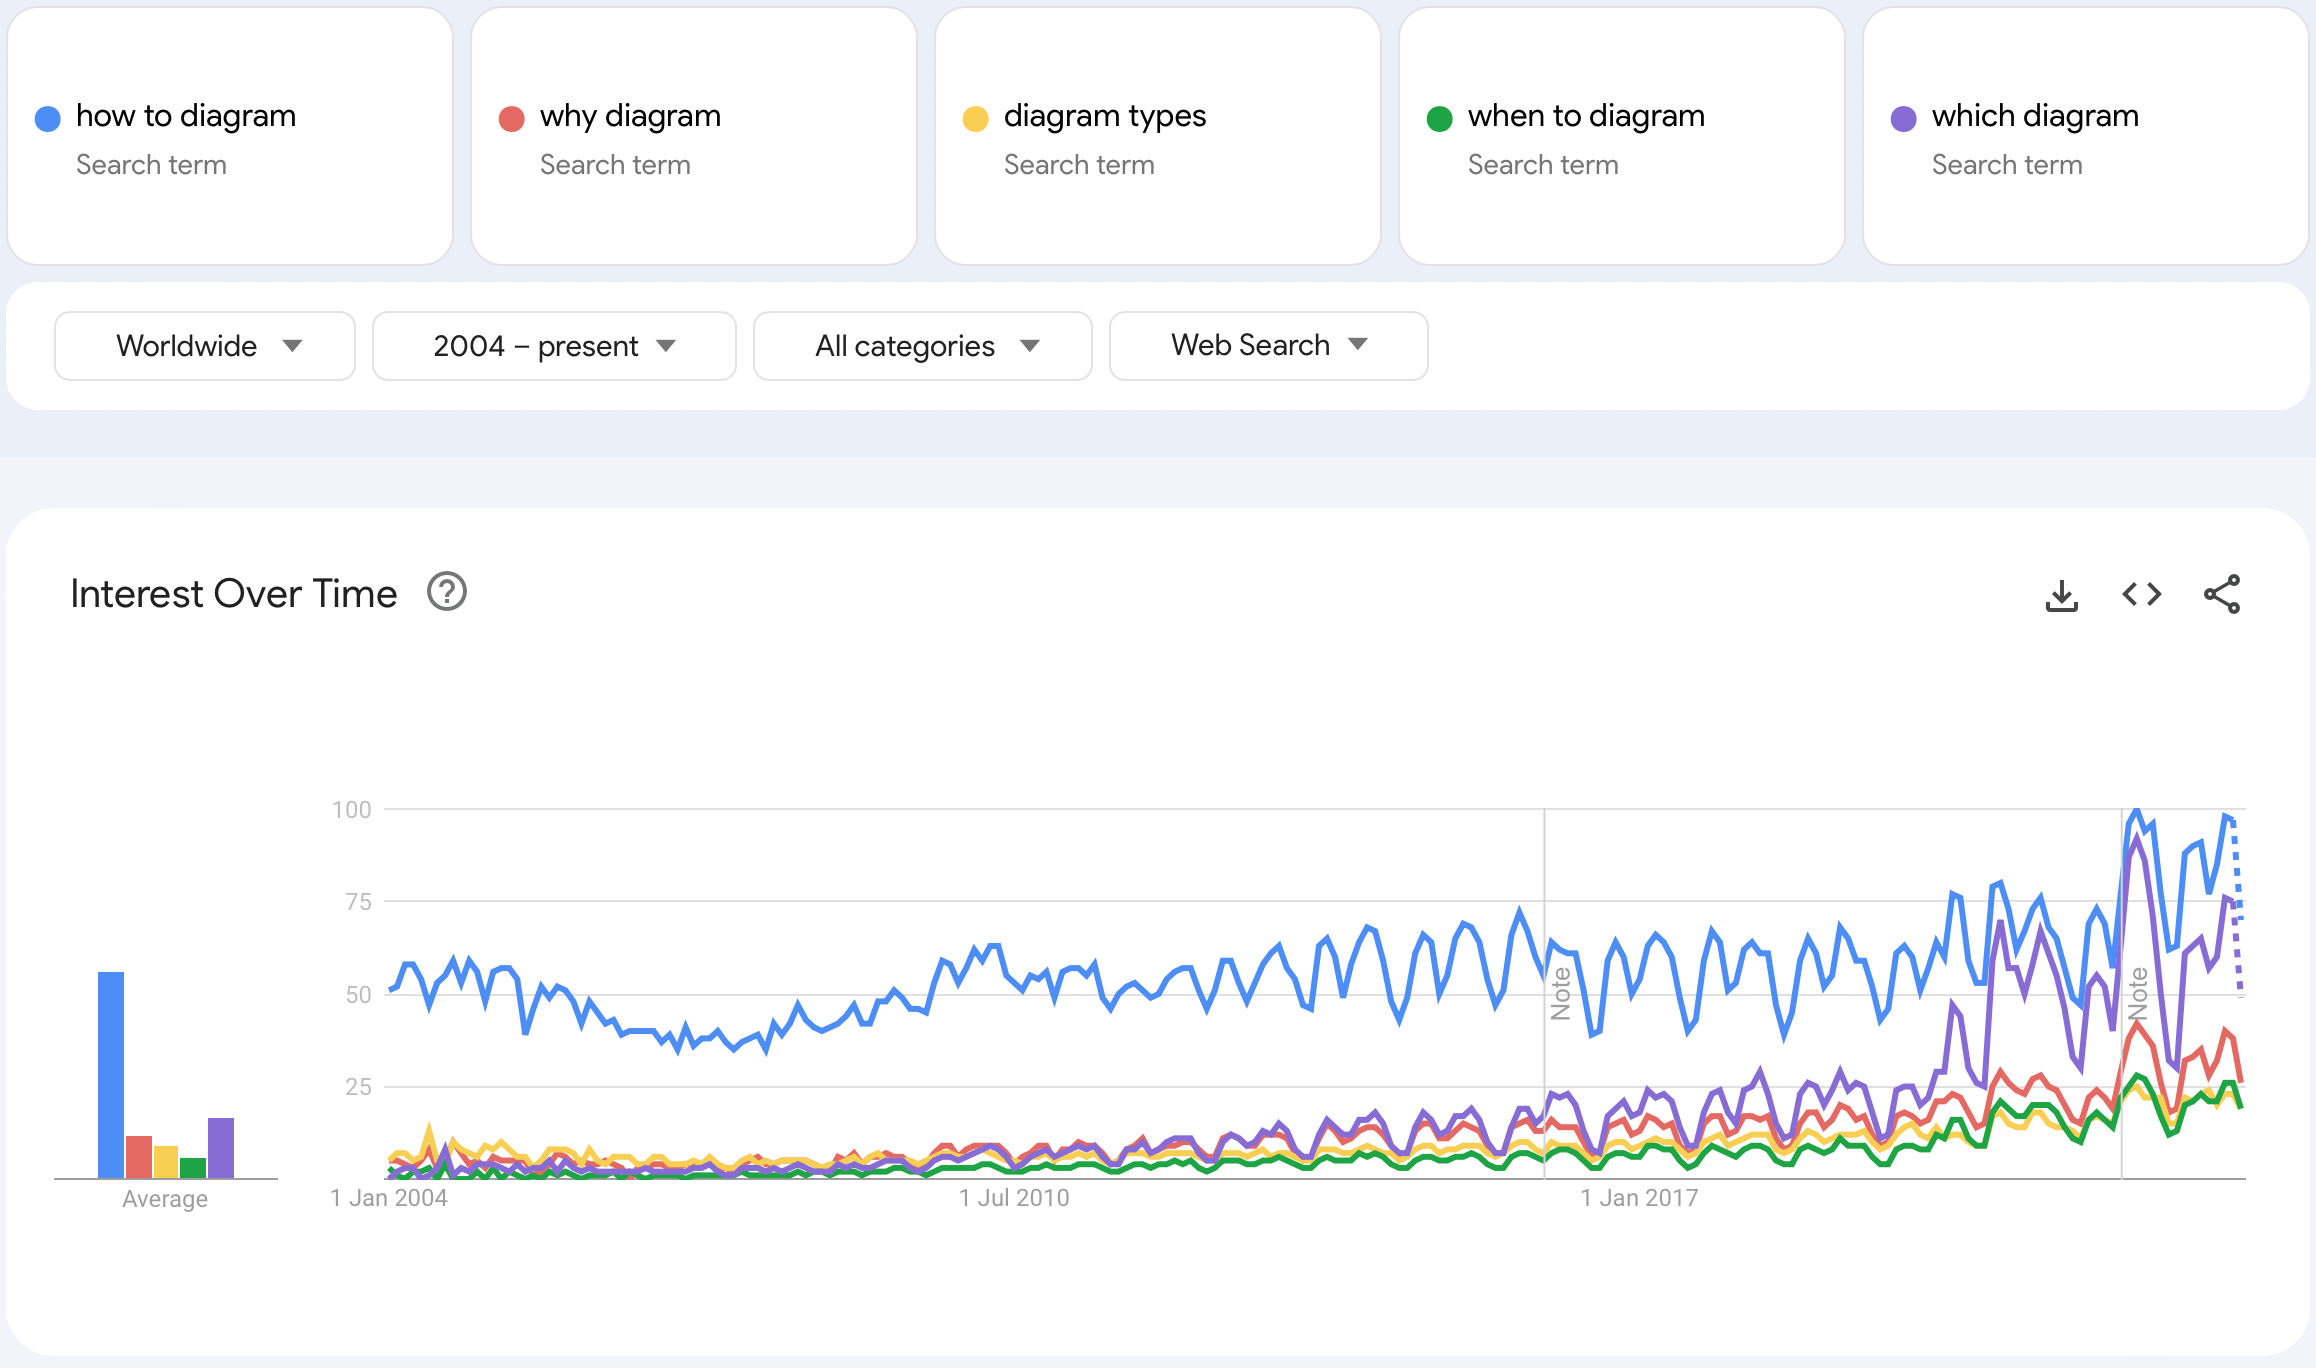 how to diagram
Search term
why diagram
Search term
diagram types
Search term
when to diagram
Search term
which diagram
Search term
Worldwide
2004 – present
All categories
Web Search
Interest Over Time
100
75
50
25
Note
Note
Average
1 Jan 2004
1 Jul 2010
1 Jan 2017